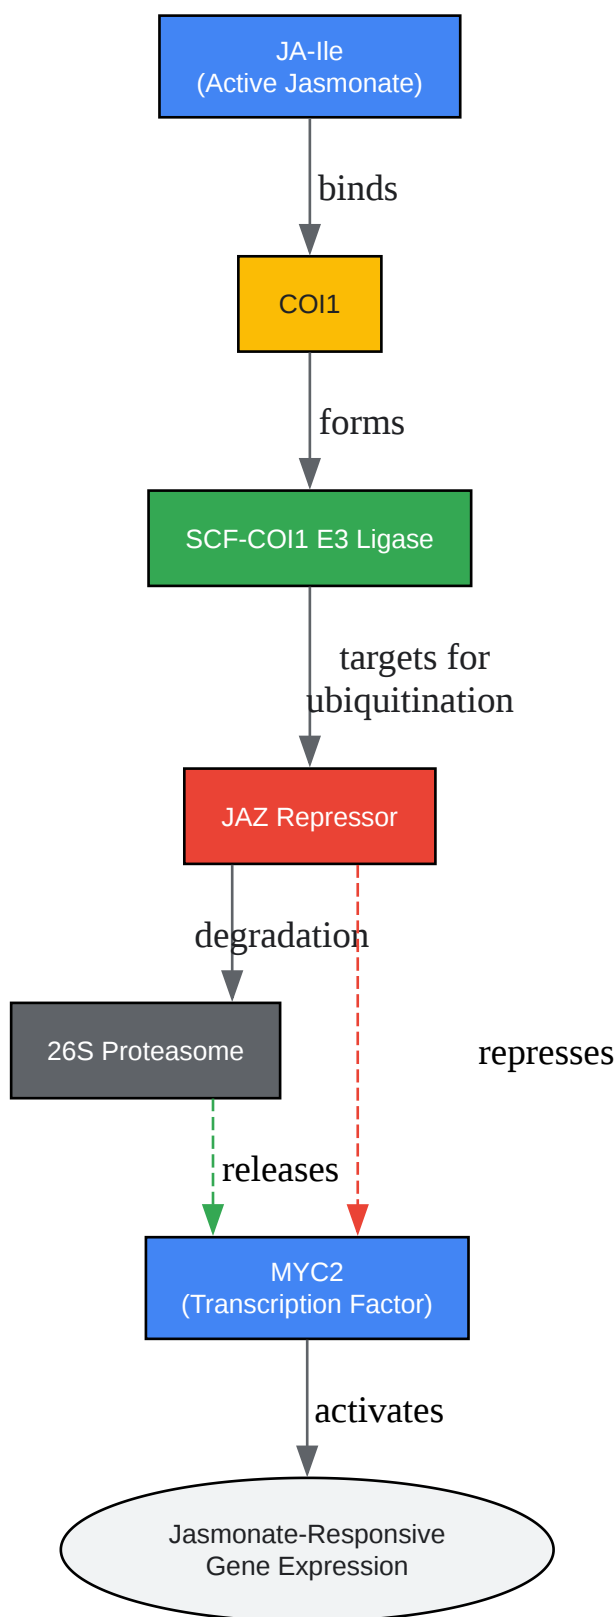 JA-Ile
(Active Jasmonate)
binds
COI1
forms
SCF-COI1 E3 Ligase
targets for
ubiquitination
JAZ Repressor
degradation
26S Proteasome
represses
releases
MYC2
(Transcription Factor)
activates
Jasmonate-Responsive
Gene Expression